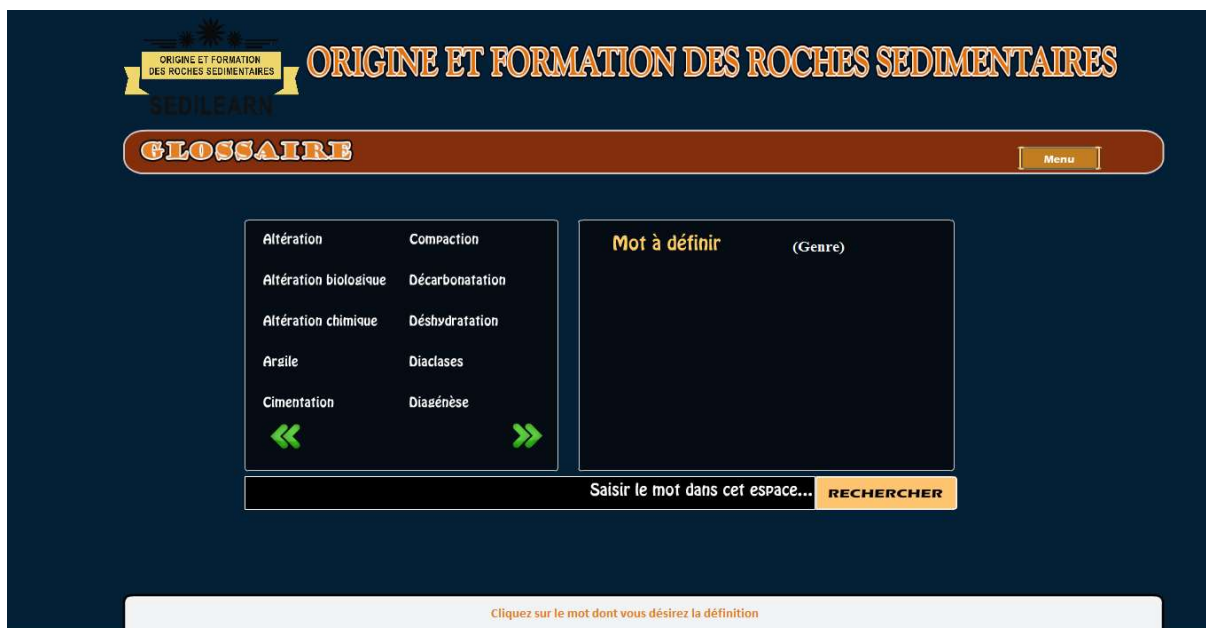 ORIGINE ET FORMATION
DES ROCHES SEDIMENTAIRES
SEDILEARN
ORIGINE ET FORMATION DES ROCHES SEDIMENTAIRES
GLOSSAIRE
Menu
Altération
Compaction
Altération biologique
Décarbonatation
Altération chimique
Déshydratation
Argile
Diaclases
Cimentation
Diagénèse
Mot à définir (Genre)
Saisir le mot dans cet espace... RECHERCHER
Cliquez sur le mot dont vous désirez la définition